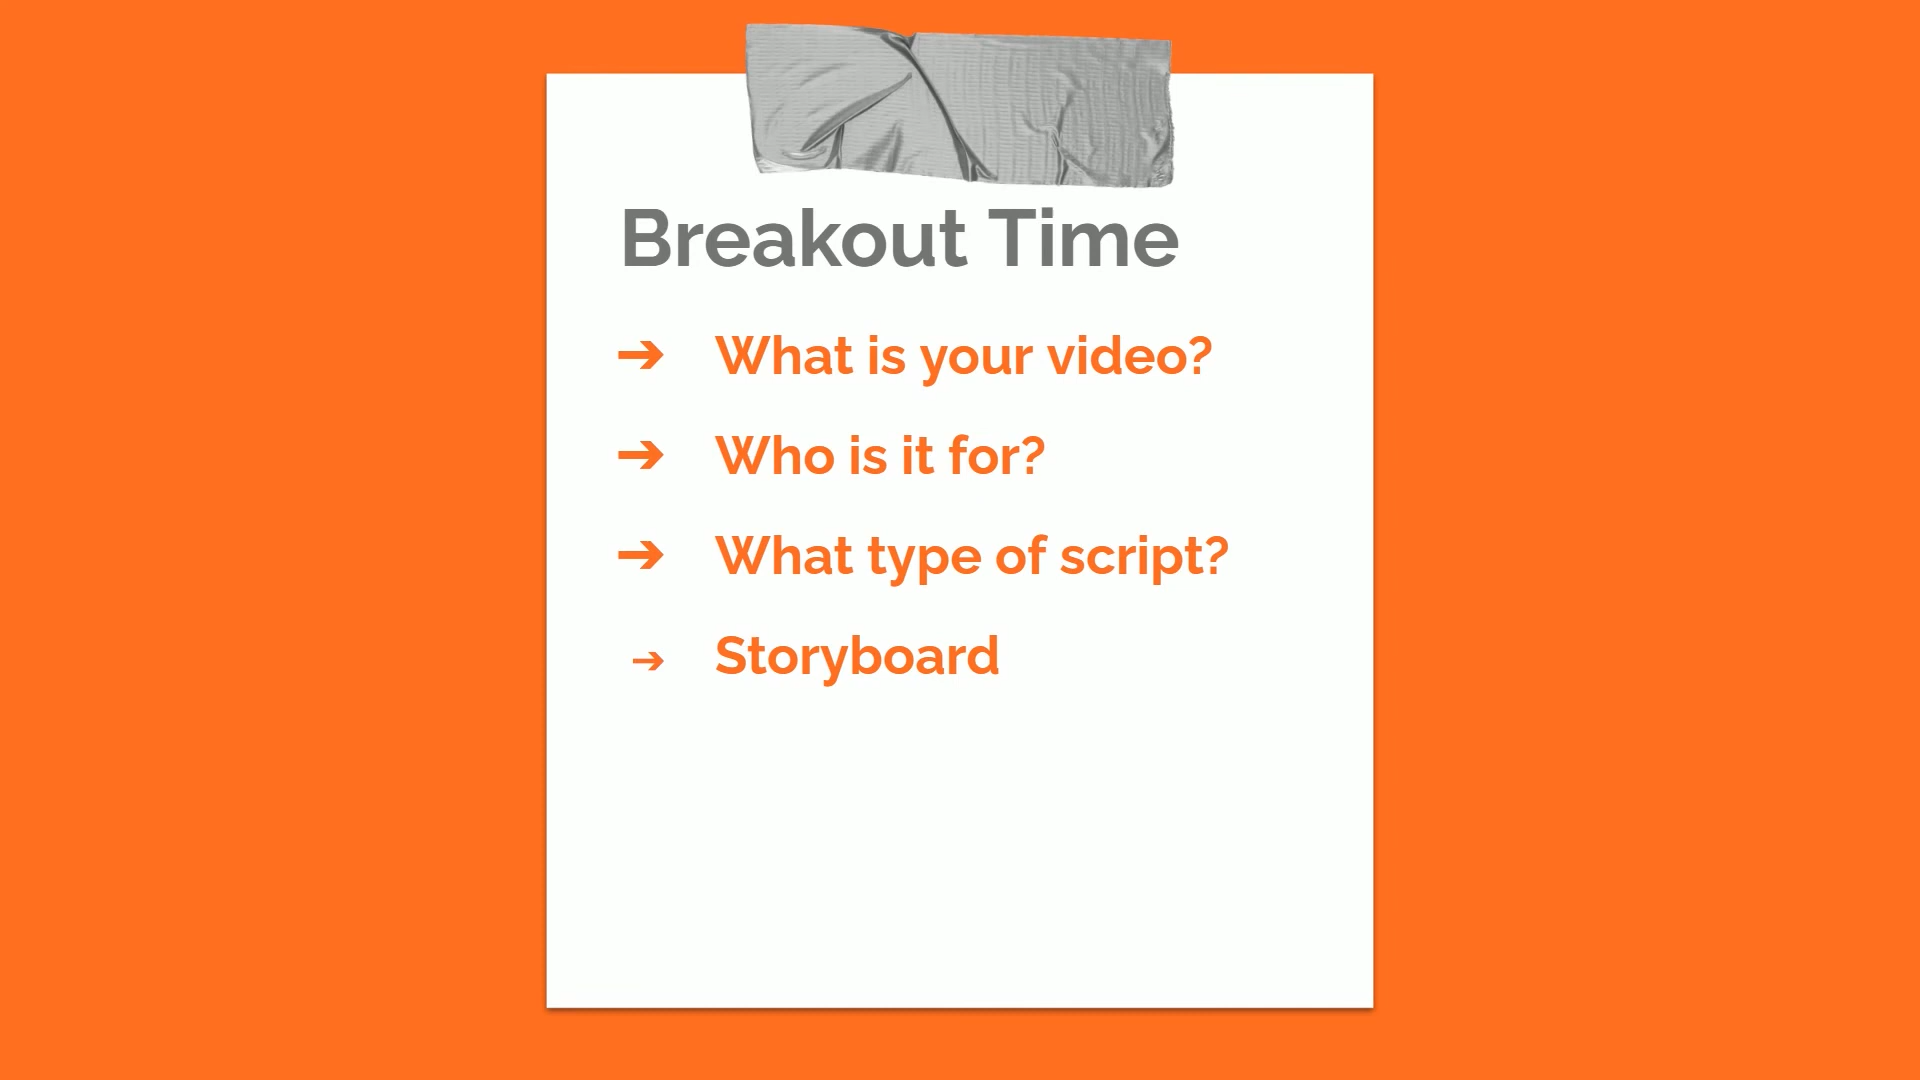 Breakout Time
➔ What is your video?
➔ Who is it for?
➔ What type of script?
➔ Storyboard